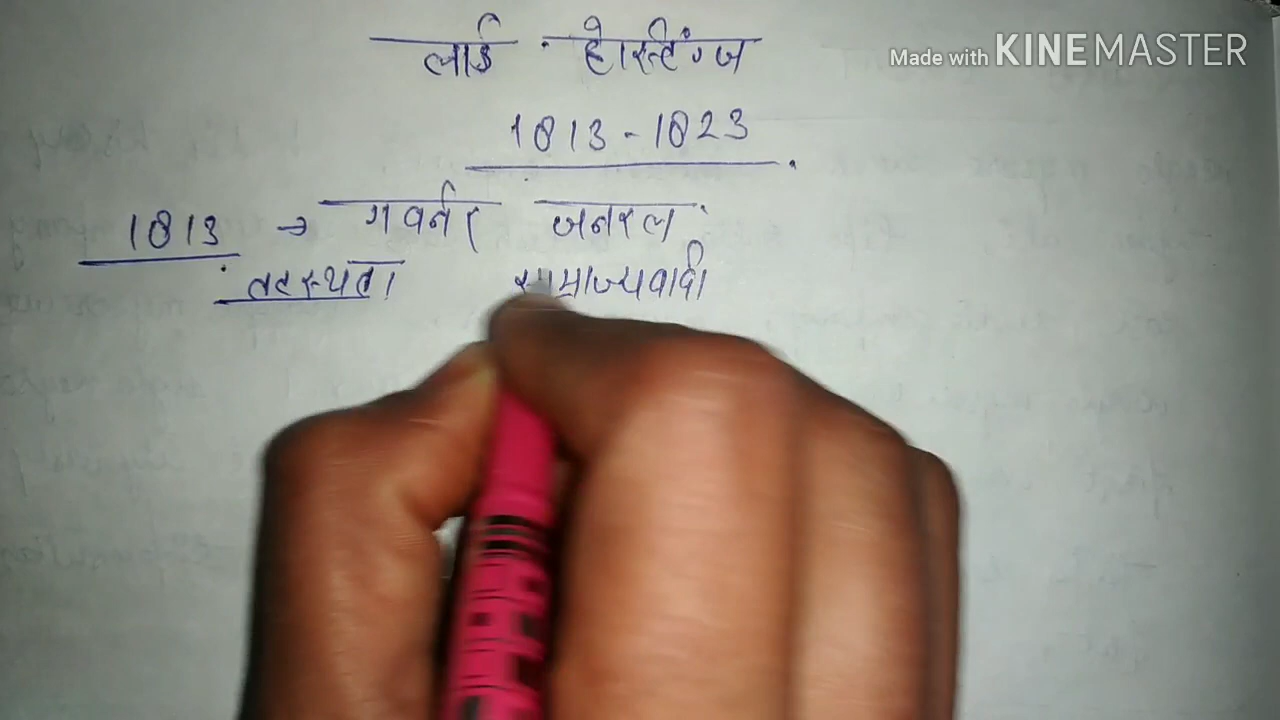 लार्ड हेस्टिंग्ज
Made with KINEMASTER
1813 - 1823
1813 → गवर्नर जनरल
तटस्थता साम्राज्यवादी